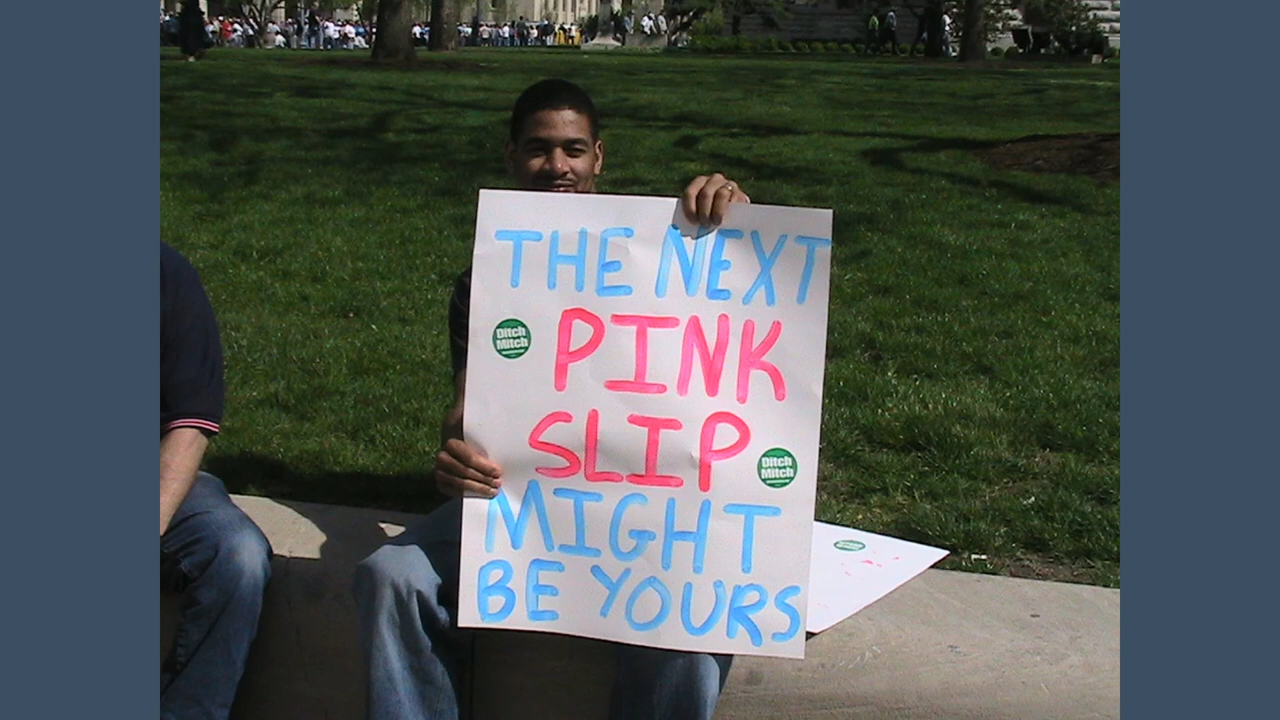 THE NEXT
PINK
Ditch
Mitch
SLIP
Ditch
Mitch
MIGHT
BE YOURS